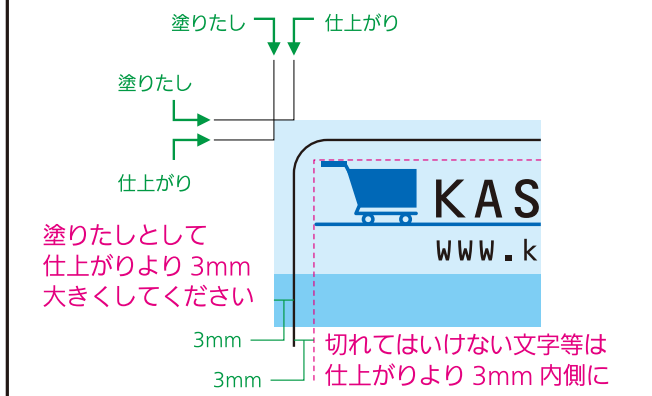 塗りたし 仕上がり
塗りたし
仕上がり
KAS
www.k
塗りたしとして
仕上がりより 3mm
大きくしてください
3mm
3mm
切れてはいけない文字等は
仕上がりより 3mm 内側に